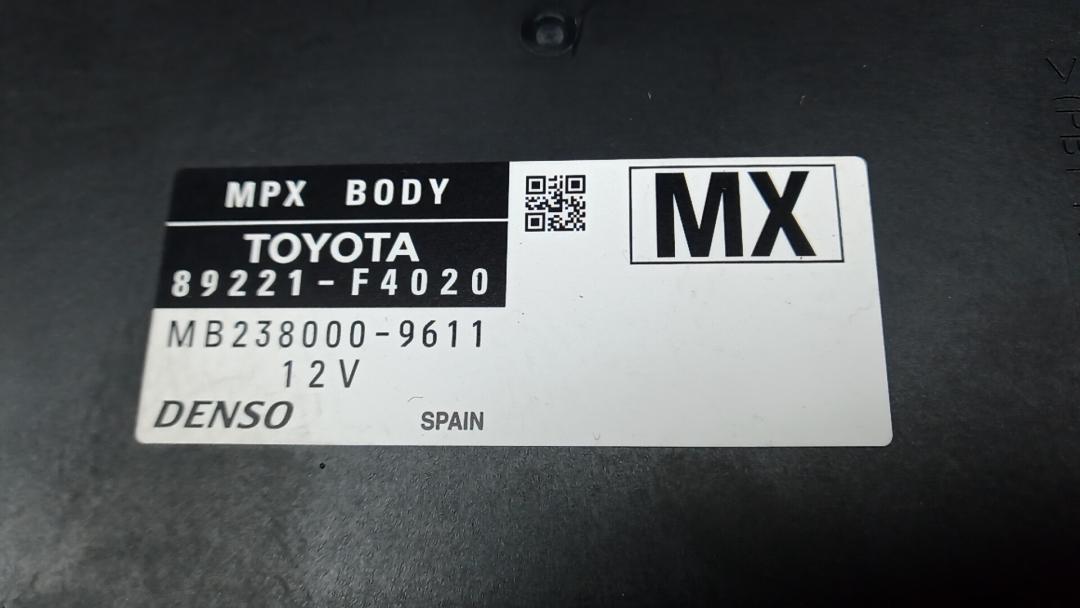 MPX BODY
TOYOTA
89221-F4020
MB238000-9611
12V
DENSO
SPAIN
MX